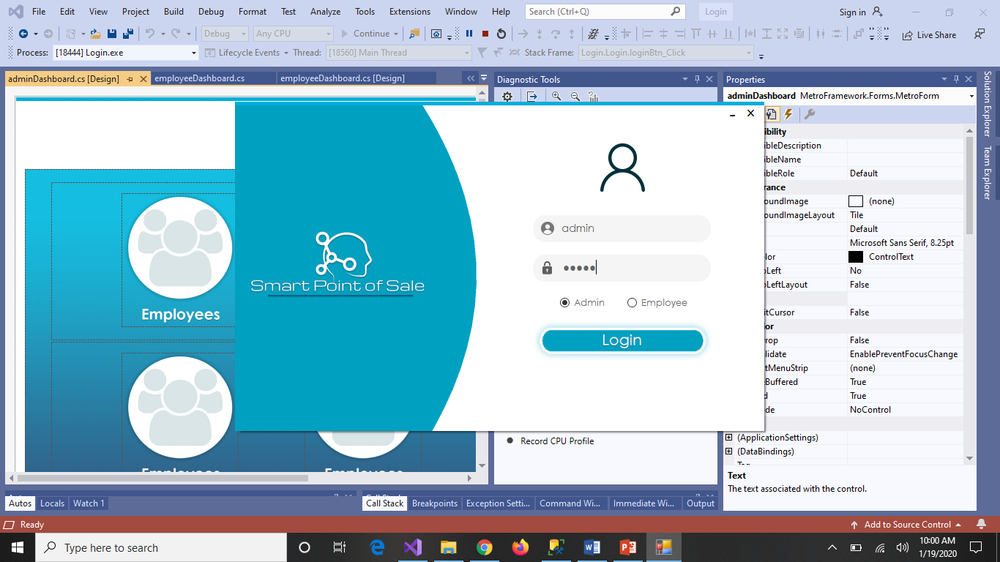 File Edit View Project Build Debug Format Test Analyze Tools Extensions Window Help Search (Ctrl+Q) Login Sign in
Debug Any CPU Continue Live Share
Process: [18444] Login.exe Lifecycle Events Thread: [18560] Main Thread Stack Frame: Login.Login.loginBtn_Click
adminDashboard.cs [Design] employeeDashboard.cs employeeDashboard.cs [Design]
Diagnostic Tools
Properties
adminDashboard MetroFramework.Forms.MetroForm
Solution Explorer
Team Explorer
Employees
Employees
Employees
Smart Point of Sale
admin
Admin Employee
Login
ibility
ibleDescription
ibleName
ibleRole Default
rance
oundImage (none)
oundImageLayout Tile
Default
Microsoft Sans Serif, 8.25pt
olor ControlText
oLeft No
oLeftLayout False
itCursor False
ior
rop False
lidate EnablePreventFocusChange
tMenuStrip (none)
eBuffered True
d True
de NoControl
(ApplicationSettings)
(DataBindings)
Tag
Text
The text associated with the control.
Record CPU Profile
Autos
Call Stack
Autos Locals Watch 1
Call Stack Breakpoints Exception Setti... Command Wi... Immediate Wi... Output
Ready Add to Source Control
Type here to search
10:00 AM
1/19/2020